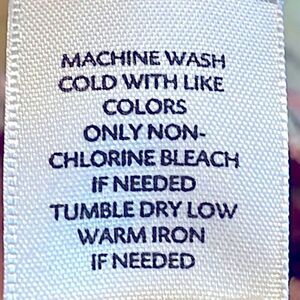 MACHINE WASH
COLD WITH LIKE
COLORS
ONLY NON-
CHLORINE BLEACH
IF NEEDED
TUMBLE DRY LOW
WARM IRON
IF NEEDED